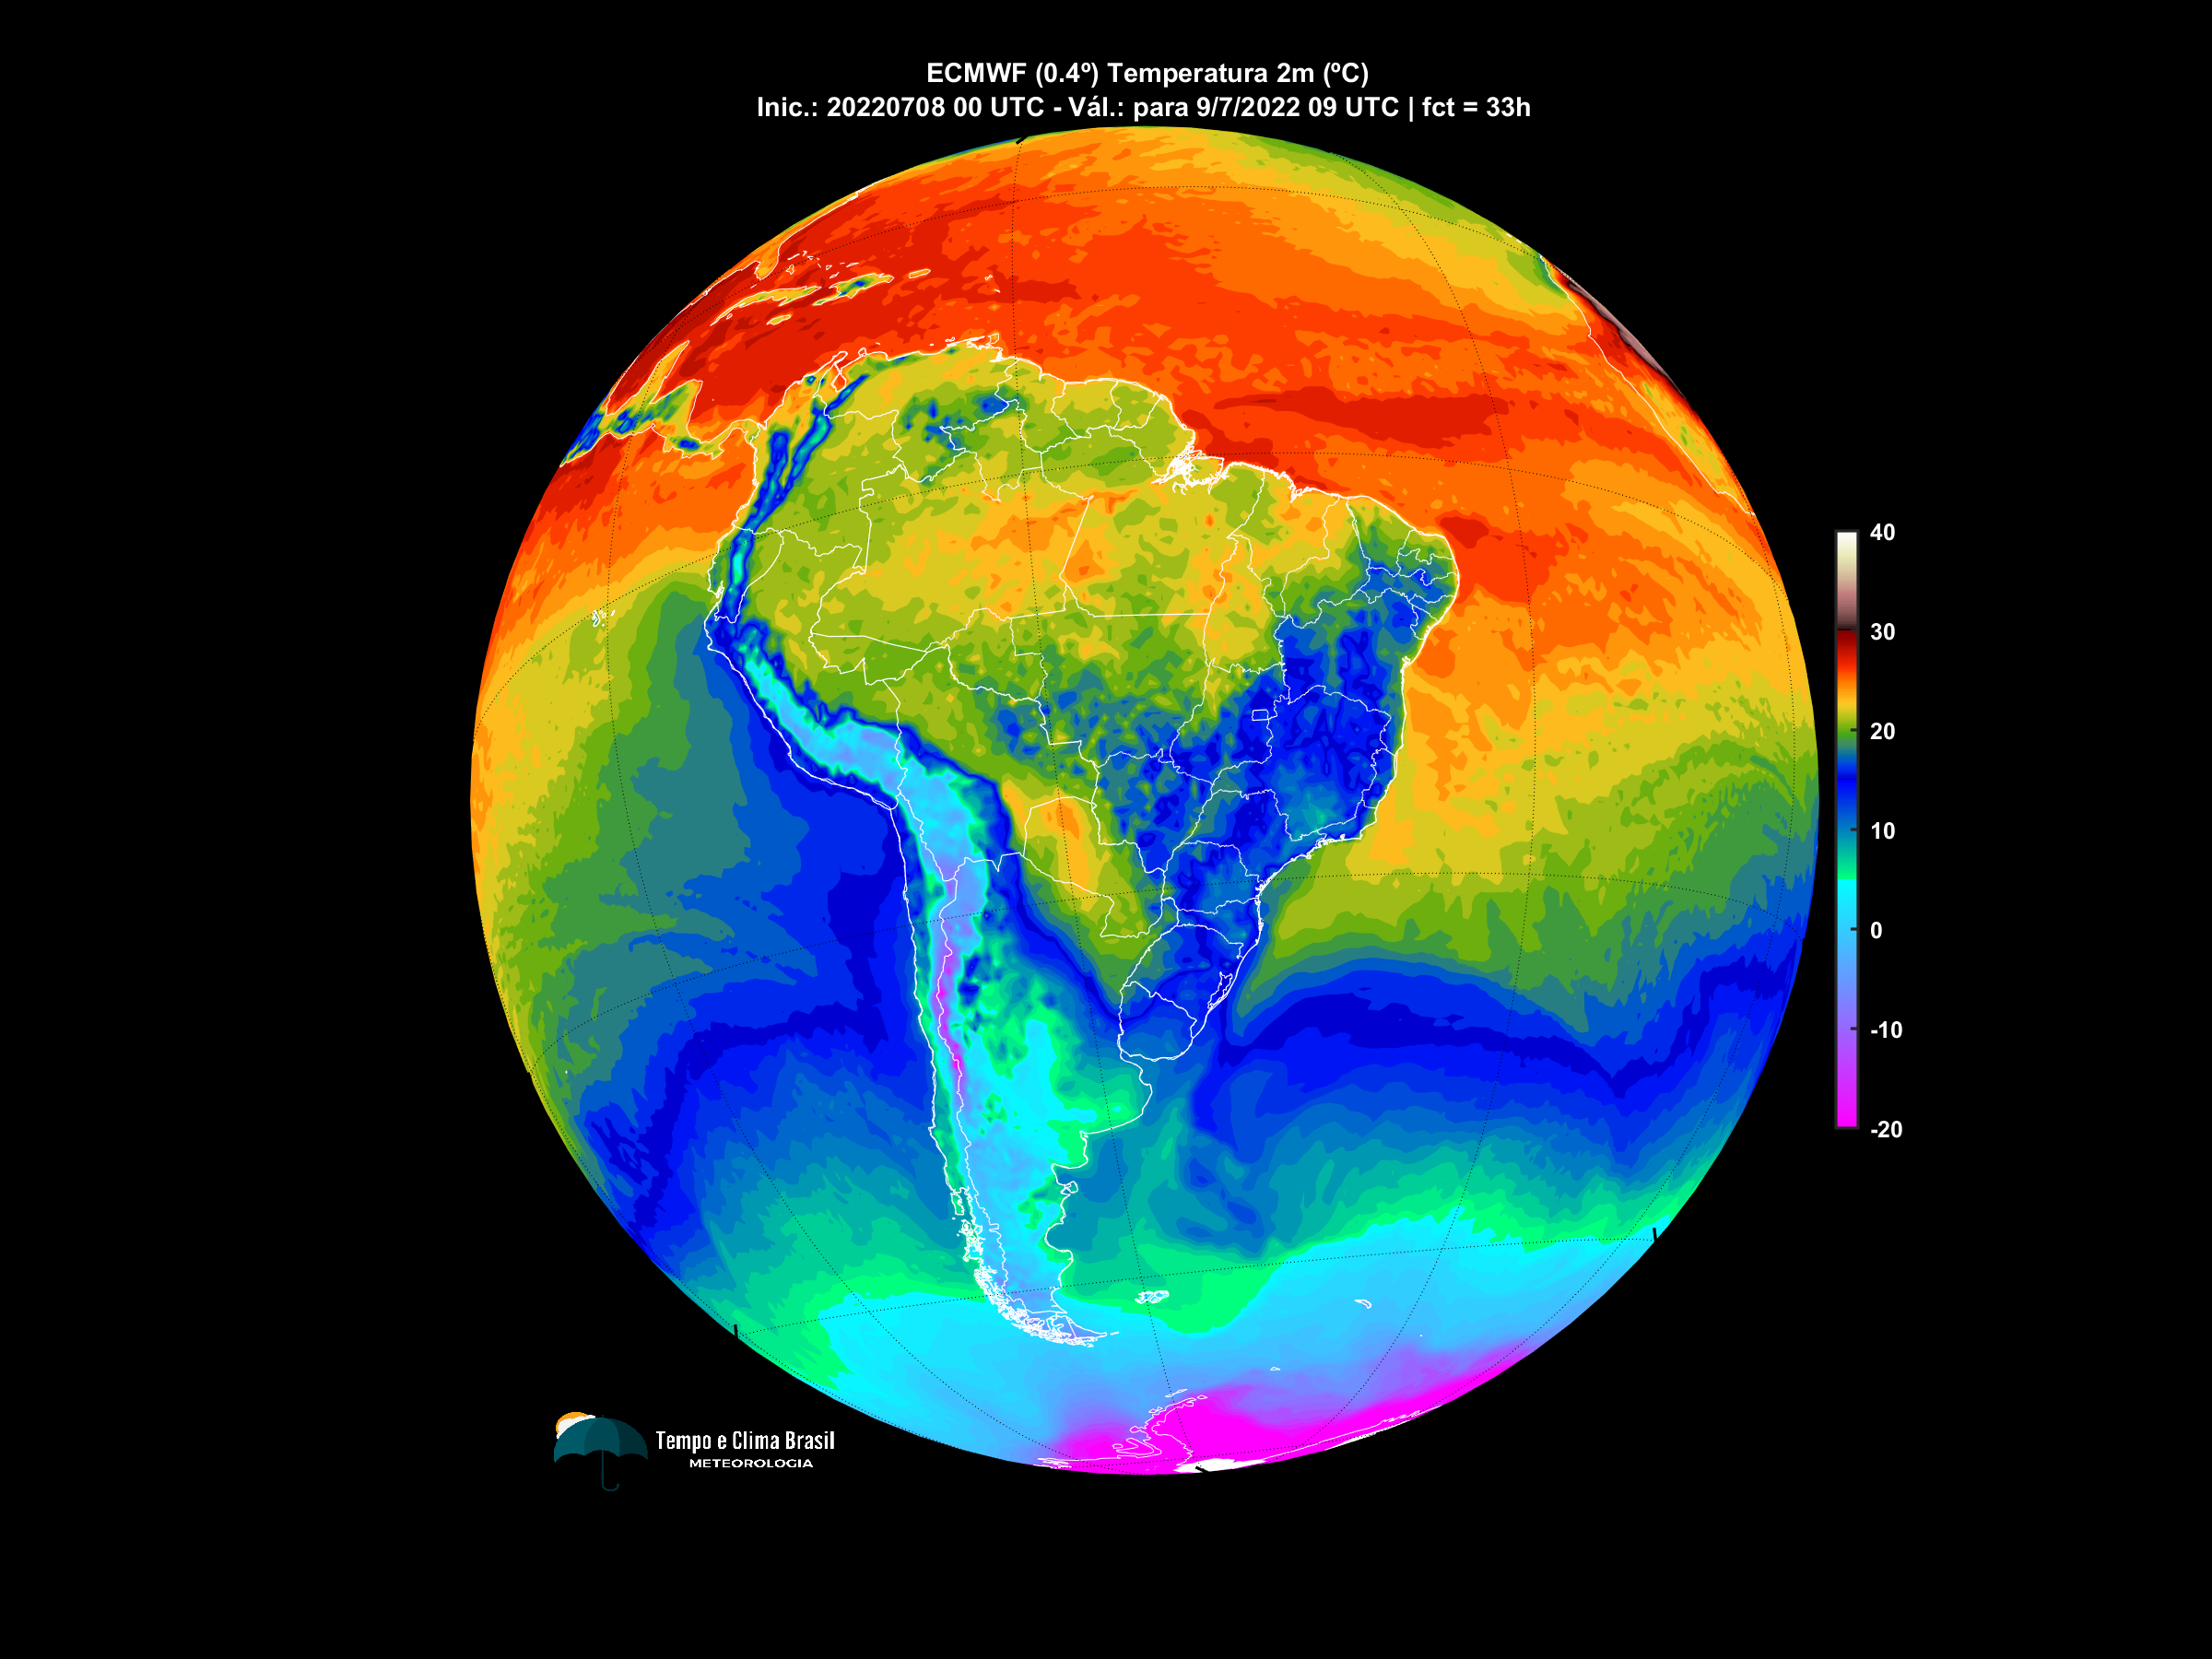 ECMWF (0.4º) Temperatura 2m (ºC)
Inic.: 20220708 00 UTC - Vál.: para 9/7/2022 09 UTC | fct = 33h
40
30
20
10
0
-10
-20
Tempo e Clima Brasil
METEOROLOGIA